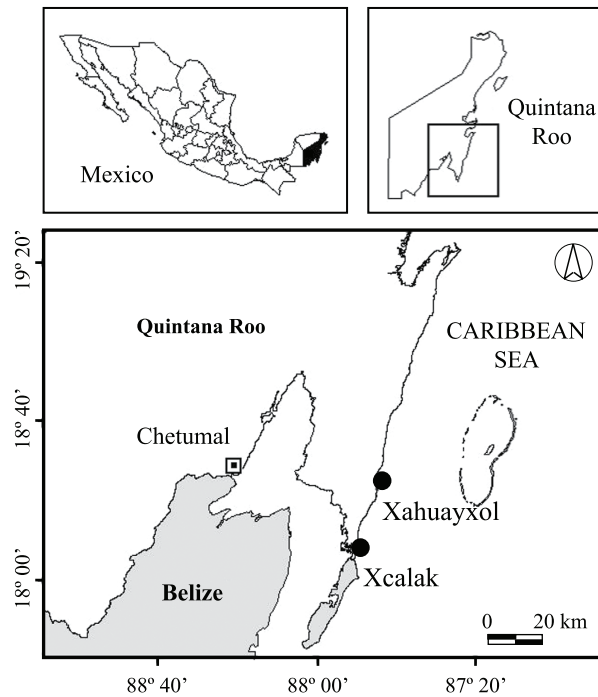 Mexico
Quintana
Roo
19º 20’
18º 40’
18º 00’
Quintana Roo
CARIBBEAN
SEA
Chetumal
Xahuayxol
Xcalak
Belize
0 20 km
88º 40’ 88º 00’ 87º 20’